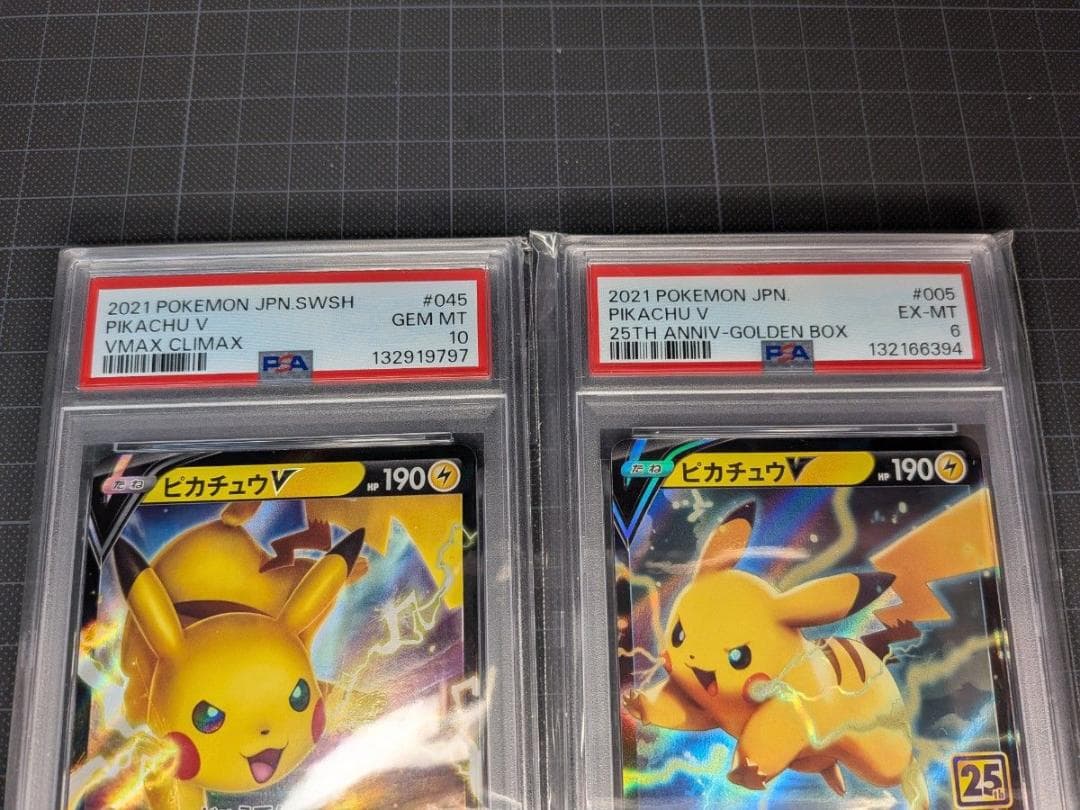 2021 POKEMON JPN.SWSH #045
PIKACHU V GEM MT
VMAX CLIMAX 10
PSA 132919797
2021 POKEMON JPN. #005
PIKACHU V EX-MT
25TH ANNIV-GOLDEN BOX 6
PSA 132166394
たね ピカチュウV HP 190
たね ピカチュウV HP 190
25th